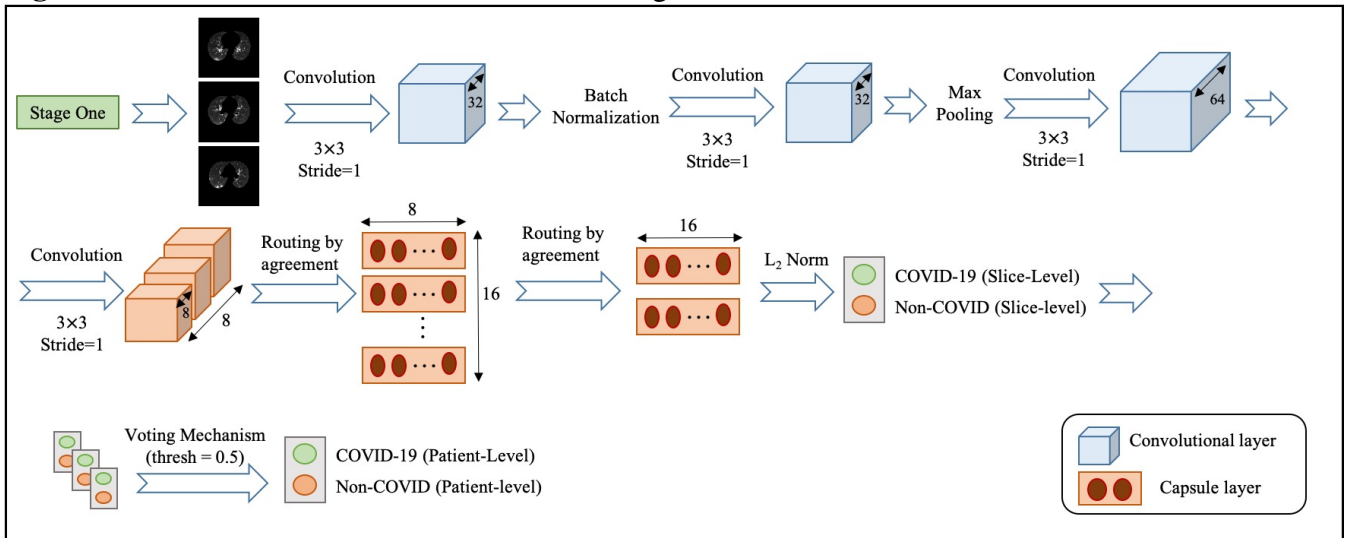 Stage One
Convolution
3×3
Stride=1
32
Batch
Normalization
Convolution
3×3
Stride=1
32
Max
Pooling
Convolution
3×3
Stride=1
64
Convolution
3×3
Stride=1
8
8
Routing by
agreement
8
16
Routing by
agreement
16
L₂ Norm
COVID-19 (Slice-Level)
Non-COVID (Slice-level)
Voting Mechanism
(thresh = 0.5)
COVID-19 (Patient-Level)
Non-COVID (Patient-level)
Convolutional layer
Capsule layer